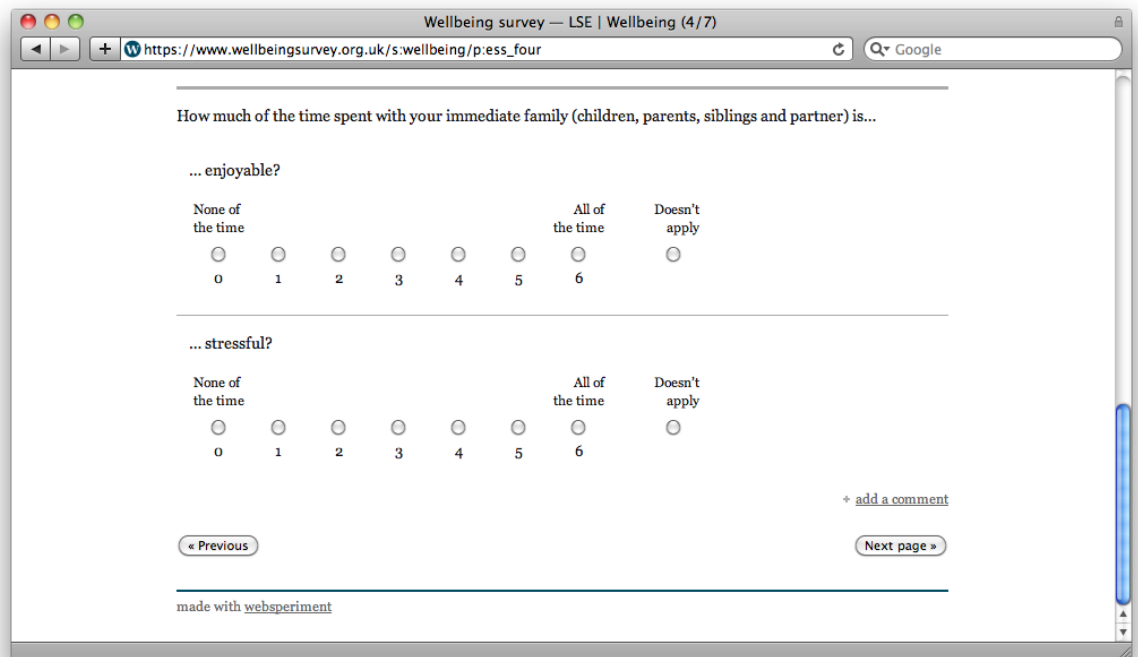 Wellbeing survey — LSE | Wellbeing (4/7)
https://www.wellbeingsurvey.org.uk/s:wellbeing/p:ess_four
Google
How much of the time spent with your immediate family (children, parents, siblings and partner) is...
... enjoyable?
None of the time
All of the time
Doesn't apply
0 1 2 3 4 5 6
... stressful?
None of the time
All of the time
Doesn't apply
0 1 2 3 4 5 6
+ add a comment
« Previous
Next page »
made with websperiment